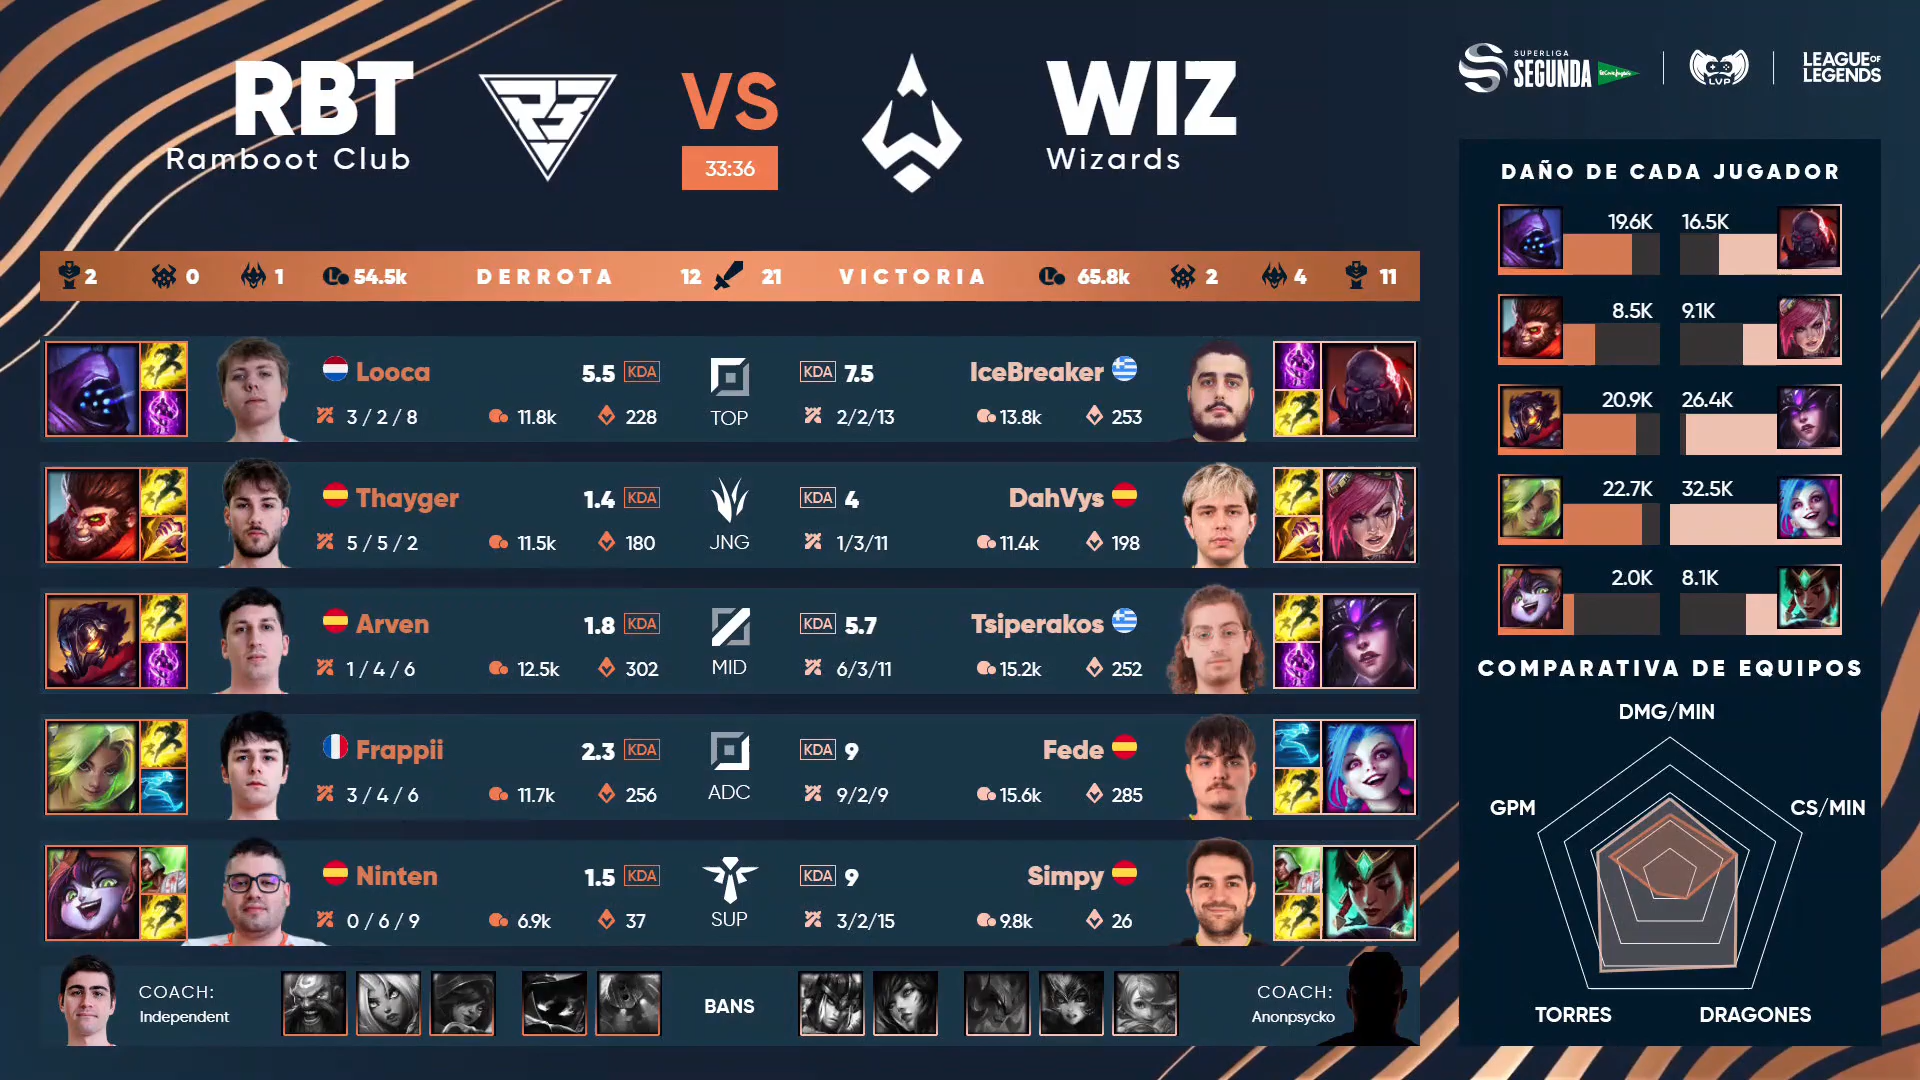 RBT
Ramboot Club
VS
33:36
WIZ
Wizards
SUPERLIGA
SEGUNDA
El Corte Inglés
LVP
LEAGUE OF
LEGENDS
2 0 1 54.5k DERROTA 12 21 VICTORIA 65.8k 2 4 11
Looca 5.5 KDA TOP KDA 7.5 IceBreaker
3 / 2 / 8 11.8k 228 2/2/13 13.8k 253
Thayger 1.4 KDA JNG KDA 4 DahVys
5 / 5 / 2 11.5k 180 1/3/11 11.4k 198
Arven 1.8 KDA MID KDA 5.7 Tsiperakos
1 / 4 / 6 12.5k 302 6/3/11 15.2k 252
Frappii 2.3 KDA ADC KDA 9 Fede
3 / 4 / 6 11.7k 256 9/2/9 15.6k 285
Ninten 1.5 KDA SUP KDA 9 Simpy
0 / 6 / 9 6.9k 37 3/2/15 9.8k 26
COACH:
Independent
BANS
COACH:
Anonpsycko
DAÑO DE CADA JUGADOR
19.6K 16.5K
8.5K 9.1K
20.9K 26.4K
22.7K 32.5K
2.0K 8.1K
COMPARATIVA DE EQUIPOS
DMG/MIN
GPM CS/MIN
TORRES DRAGONES